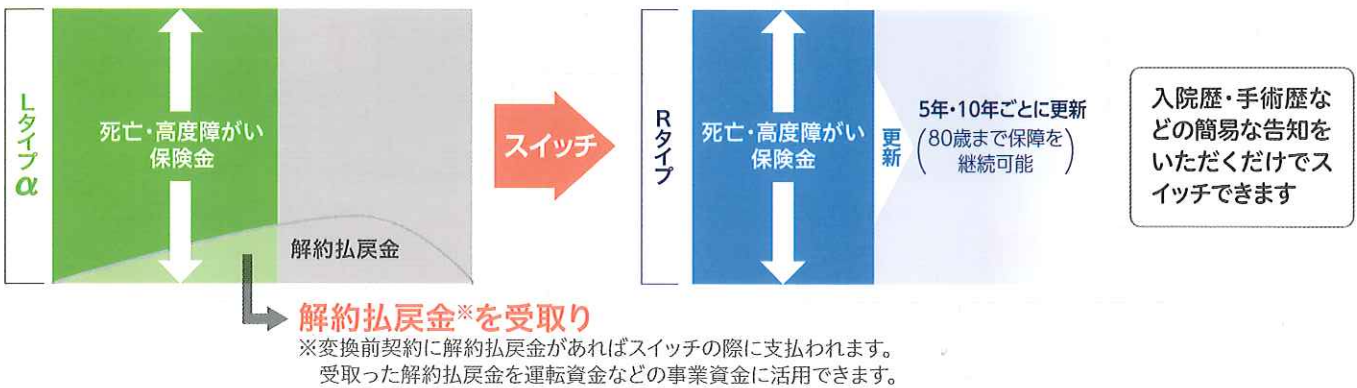 Lタイプα
死亡・高度障がい
保険金
解約払戻金
スイッチ
Rタイプ
死亡・高度障がい
保険金
更新
5年・10年ごとに更新
(80歳まで保障を
継続可能)
入院歴・手術歴な
どの簡易な告知を
いただくだけでス
イッチできます
解約払戻金※を受取り
※変換前契約に解約払戻金があればスイッチの際に支払われます。
受取った解約払戻金を運転資金などの事業資金に活用できます。